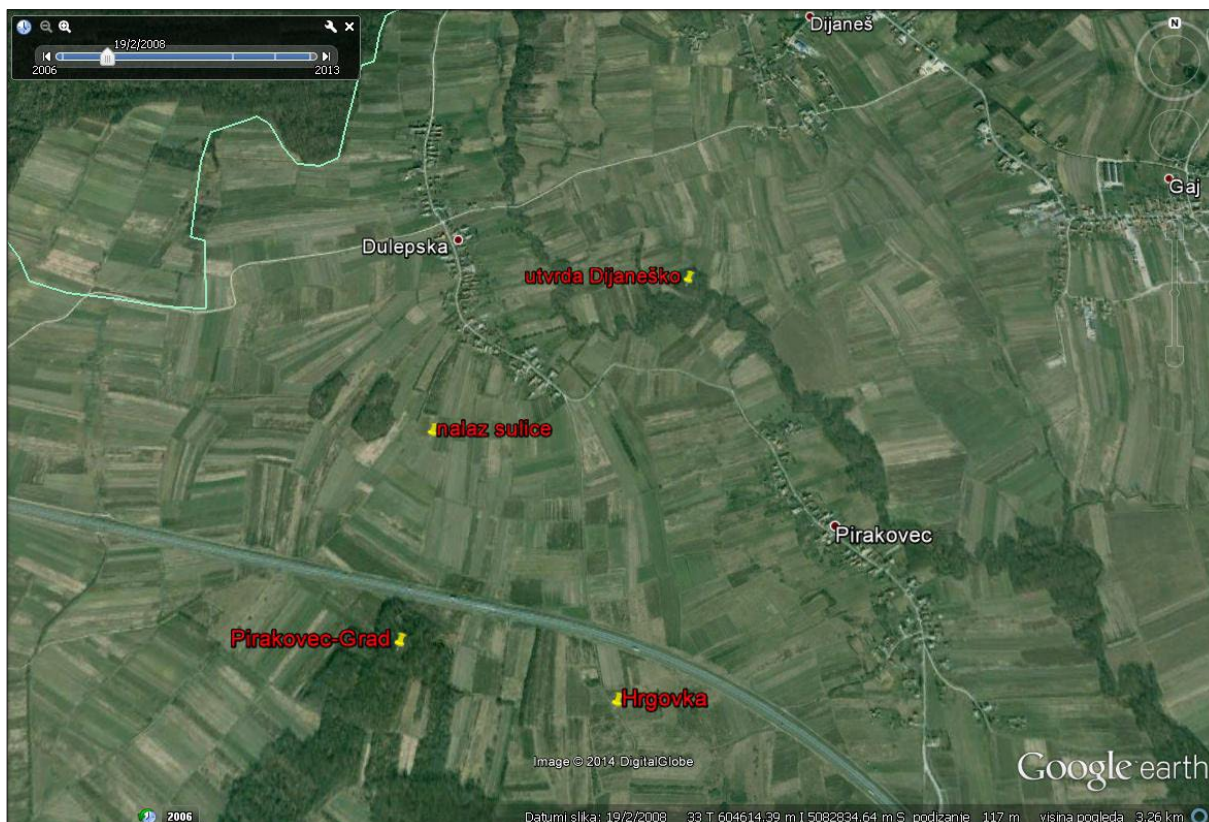 19/2/2008
2006
2013
N
Dijaneš
Gaj
Dulepska
utvrda Dijaneško
nalaz sulice
Pirakovec
Pirakovec-Grad
Hrgovka
Image © 2014 DigitalGlobe
Google earth
2006
Datumi slika: 19/2/2008 33 T 604614.39 m I 5082834.64 m S podizanje 117 m visina pogleda 3.26 km